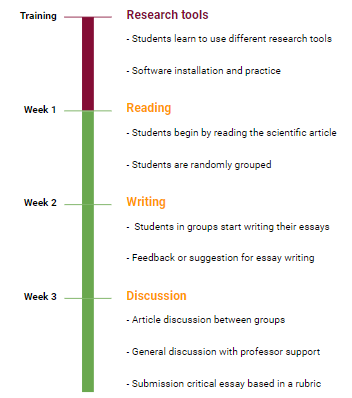 Training Research tools
- Students learn to use different research tools
- Software installation and practice
Week 1 Reading
- Students begin by reading the scientific article
- Students are randomly grouped
Week 2 Writing
- Students in groups start writing their essays
- Feedback or suggestion for essay writing
Week 3 Discussion
- Article discussion between groups
- General discussion with professor support
- Submission critical essay based in a rubric